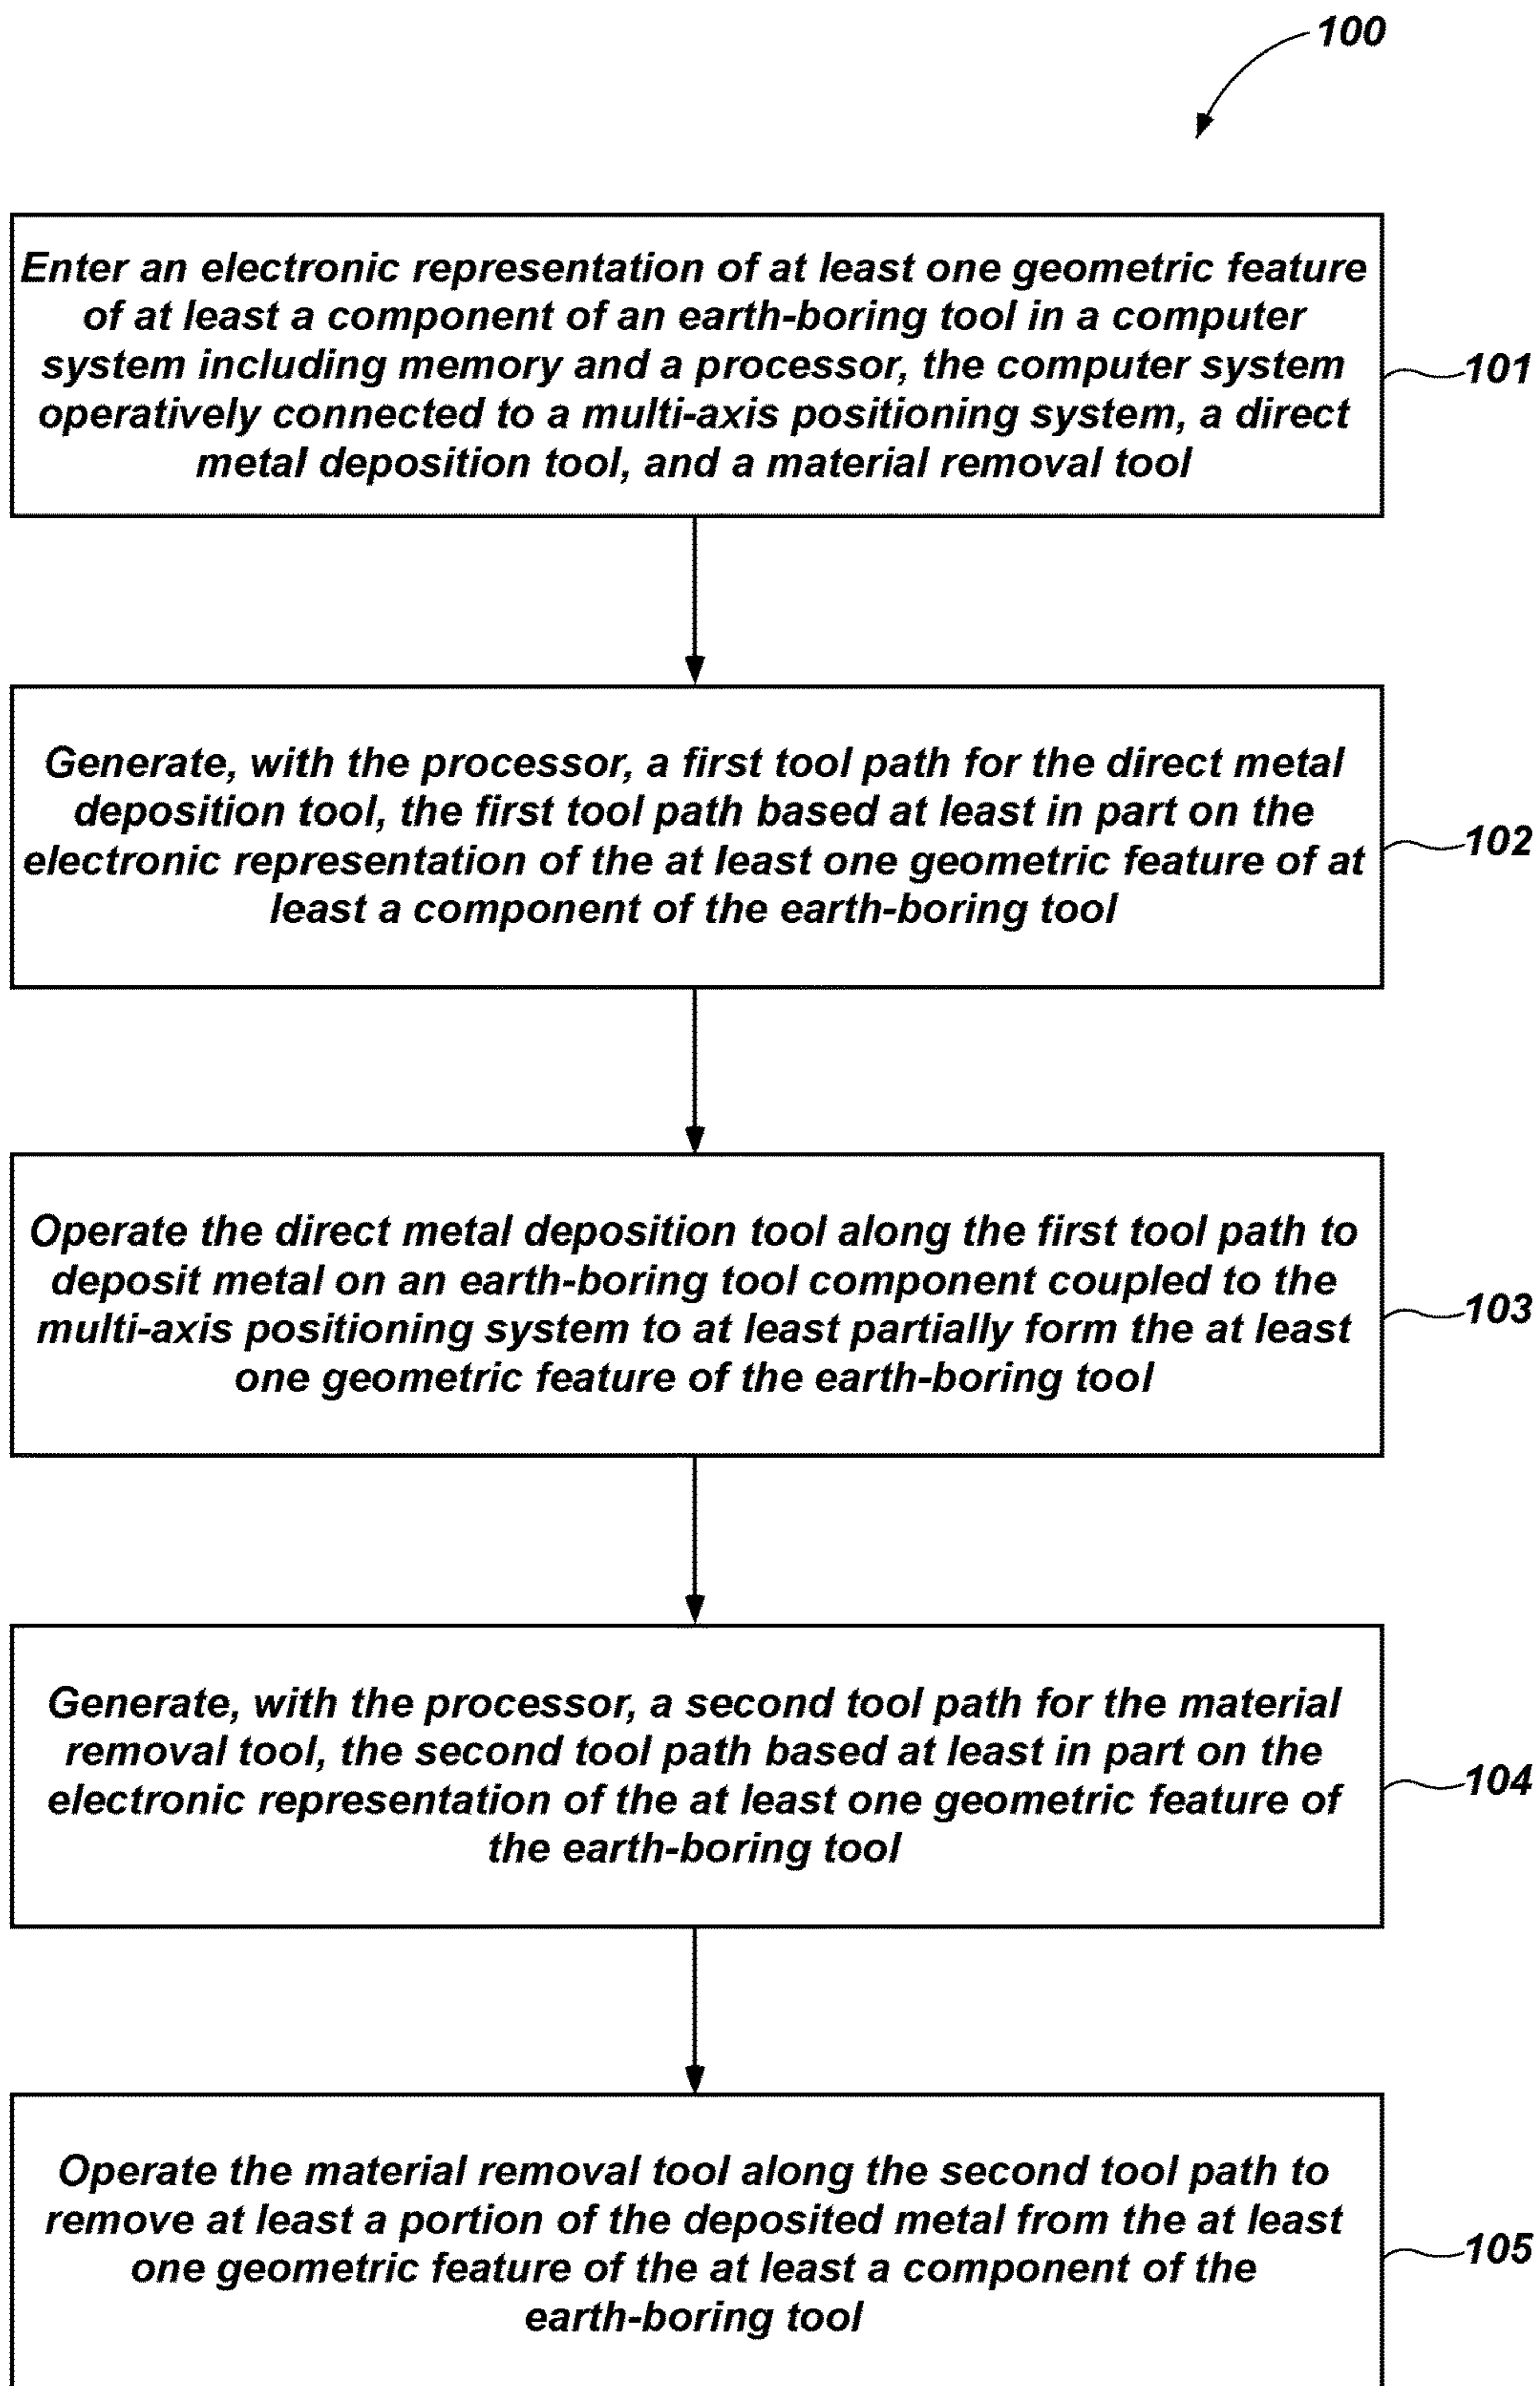 100
Enter an electronic representation of at least one geometric feature
of at least a component of an earth-boring tool in a computer
system including memory and a processor, the computer system
operatively connected to a multi-axis positioning system, a direct
metal deposition tool, and a material removal tool
101
Generate, with the processor, a first tool path for the direct metal
deposition tool, the first tool path based at least in part on the
electronic representation of the at least one geometric feature of at
least a component of the earth-boring tool
102
Operate the direct metal deposition tool along the first tool path to
deposit metal on an earth-boring tool component coupled to the
multi-axis positioning system to at least partially form the at least
one geometric feature of the earth-boring tool
103
Generate, with the processor, a second tool path for the material
removal tool, the second tool path based at least in part on the
electronic representation of the at least one geometric feature of
the earth-boring tool
104
Operate the material removal tool along the second tool path to
remove at least a portion of the deposited metal from the at least
one geometric feature of the at least a component of the
earth-boring tool
105